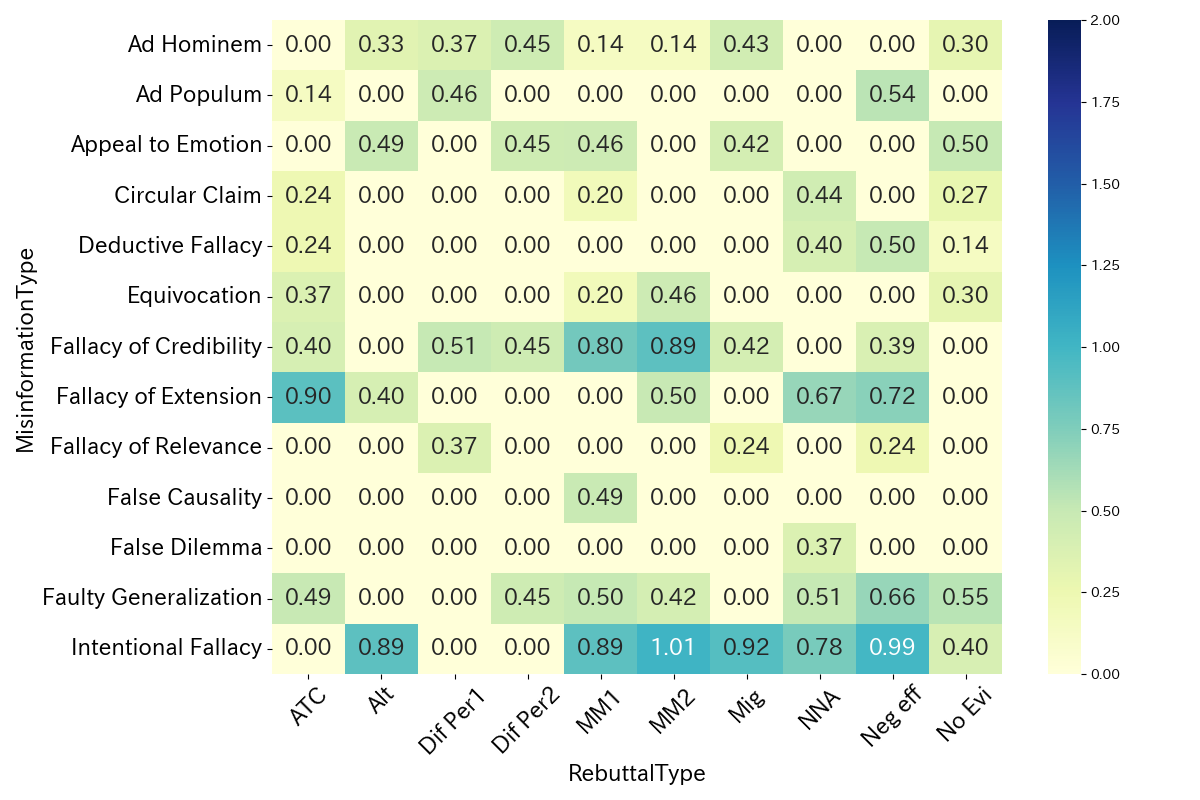 Ad Hominem 0.00 0.33 0.37 0.45 0.14 0.14 0.43 0.00 0.00 0.30
Ad Populum 0.14 0.00 0.46 0.00 0.00 0.00 0.00 0.00 0.54 0.00
Appeal to Emotion 0.00 0.49 0.00 0.45 0.46 0.00 0.42 0.00 0.00 0.50
Circular Claim 0.24 0.00 0.00 0.00 0.20 0.00 0.00 0.44 0.00 0.27
Deductive Fallacy 0.24 0.00 0.00 0.00 0.00 0.00 0.00 0.40 0.50 0.14
Equivocation 0.37 0.00 0.00 0.00 0.20 0.46 0.00 0.00 0.00 0.30
Fallacy of Credibility 0.40 0.00 0.51 0.45 0.80 0.89 0.42 0.00 0.39 0.00
Fallacy of Extension 0.90 0.40 0.00 0.00 0.00 0.50 0.00 0.67 0.72 0.00
Fallacy of Relevance 0.00 0.00 0.37 0.00 0.00 0.00 0.24 0.00 0.24 0.00
False Causality 0.00 0.00 0.00 0.00 0.49 0.00 0.00 0.00 0.00 0.00
False Dilemma 0.00 0.00 0.00 0.00 0.00 0.00 0.00 0.37 0.00 0.00
Faulty Generalization 0.49 0.00 0.00 0.45 0.50 0.42 0.00 0.51 0.66 0.55
Intentional Fallacy 0.00 0.89 0.00 0.00 0.89 1.01 0.92 0.78 0.99 0.40
ATC Alt Dif Per1 Dif Per2 MM1 MM2 Mig NNA Neg eff No Evi
RebuttalType
MisinformationType
2.00
1.75
1.50
1.25
1.00
0.75
0.50
0.25
0.00